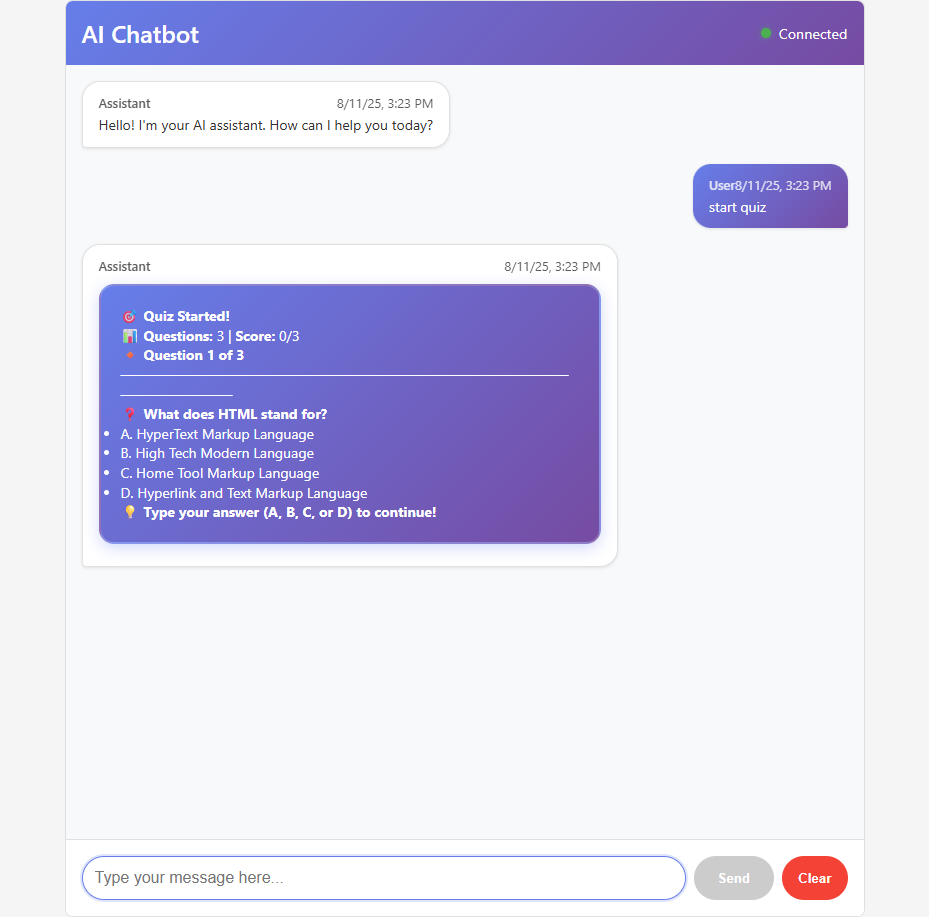 AI Chatbot
Connected
Assistant 8/11/25, 3:23 PM
Hello! I'm your AI assistant. How can I help you today?
User8/11/25, 3:23 PM
start quiz
Assistant 8/11/25, 3:23 PM
🎯 Quiz Started!
📊 Questions: 3 | Score: 0/3
🔸 Question 1 of 3
❓ What does HTML stand for?
• A. HyperText Markup Language
• B. High Tech Modern Language
• C. Home Tool Markup Language
• D. Hyperlink and Text Markup Language
💡 Type your answer (A, B, C, or D) to continue!
Type your message here...
Send
Clear